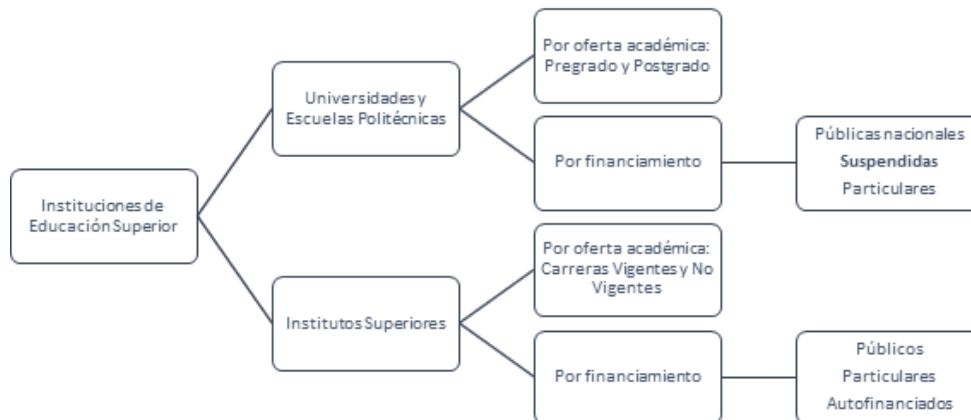 Instituciones de
Educación Superior
Universidades y
Escuelas Politécnicas
Por oferta académica:
Pregrado y Postgrado
Por financiamiento
Públicas nacionales
Suspendidas
Particulares
Institutos Superiores
Por oferta académica:
Carreras Vigentes y No
Vigentes
Por financiamiento
Públicos
Particulares
Autofinanciados